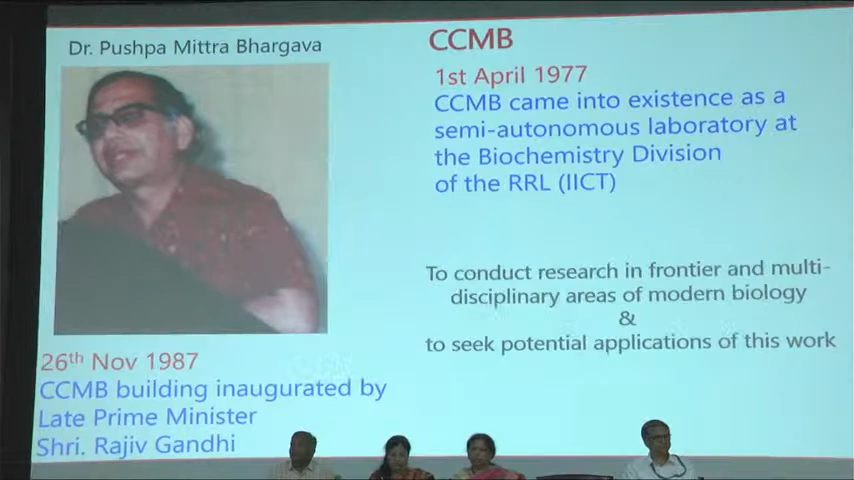 Dr. Pushpa Mittra Bhargava
26th Nov 1987
CCMB building inaugurated by
Late Prime Minister
Shri. Rajiv Gandhi
CCMB
1st April 1977
CCMB came into existence as a
semi-autonomous laboratory at
the Biochemistry Division
of the RRL (IICT)
To conduct research in frontier and multi-
disciplinary areas of modern biology
&
to seek potential applications of this work